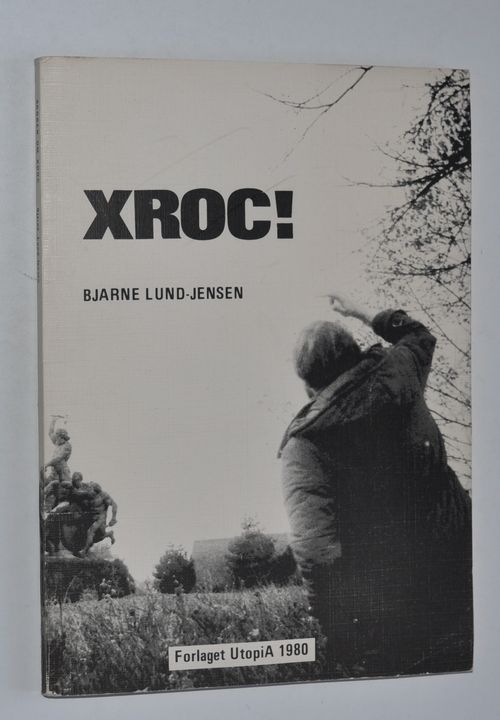 XROC!
BJARNE LUND-JENSEN
Forlaget UtopiA 1980